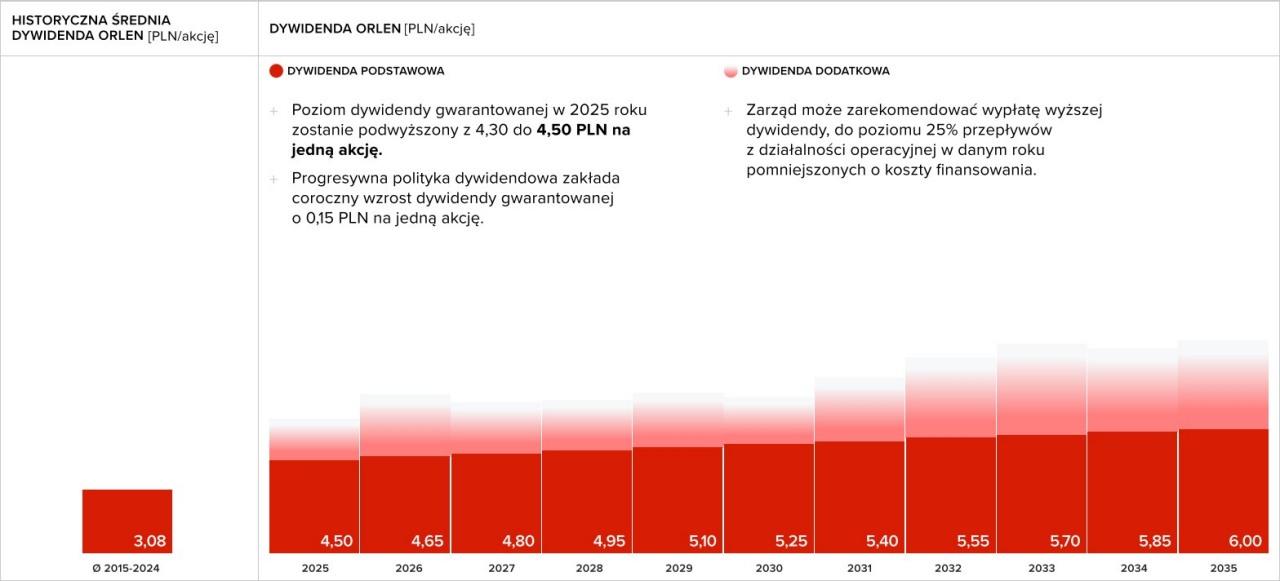 HISTORYCZNA ŚREDNIA
DYWIDENDA ORLEN [PLN/akcję]
DYWIDENDA ORLEN [PLN/akcję]
DYWIDENDA PODSTAWOWA
+ Poziom dywidendy gwarantowanej w 2025 roku
zostanie podwyższony z 4,30 do 4,50 PLN na
jedną akcję.
+ Progresywna polityka dywidendowa zakłada
coroczny wzrost dywidendy gwarantowanej
o 0,15 PLN na jedną akcję.
DYWIDENDA DODATKOWA
+ Zarząd może zarekomendować wypłatę wyższej
dywidendy, do poziomu 25% przepływów
z działalności operacyjnej w danym roku
pomniejszonych o koszty finansowania.
3,08
Ø 2015-2024
4,50 4,65 4,80 4,95 5,10 5,25 5,40 5,55 5,70 5,85 6,00
2025 2026 2027 2028 2029 2030 2031 2032 2033 2034 2035